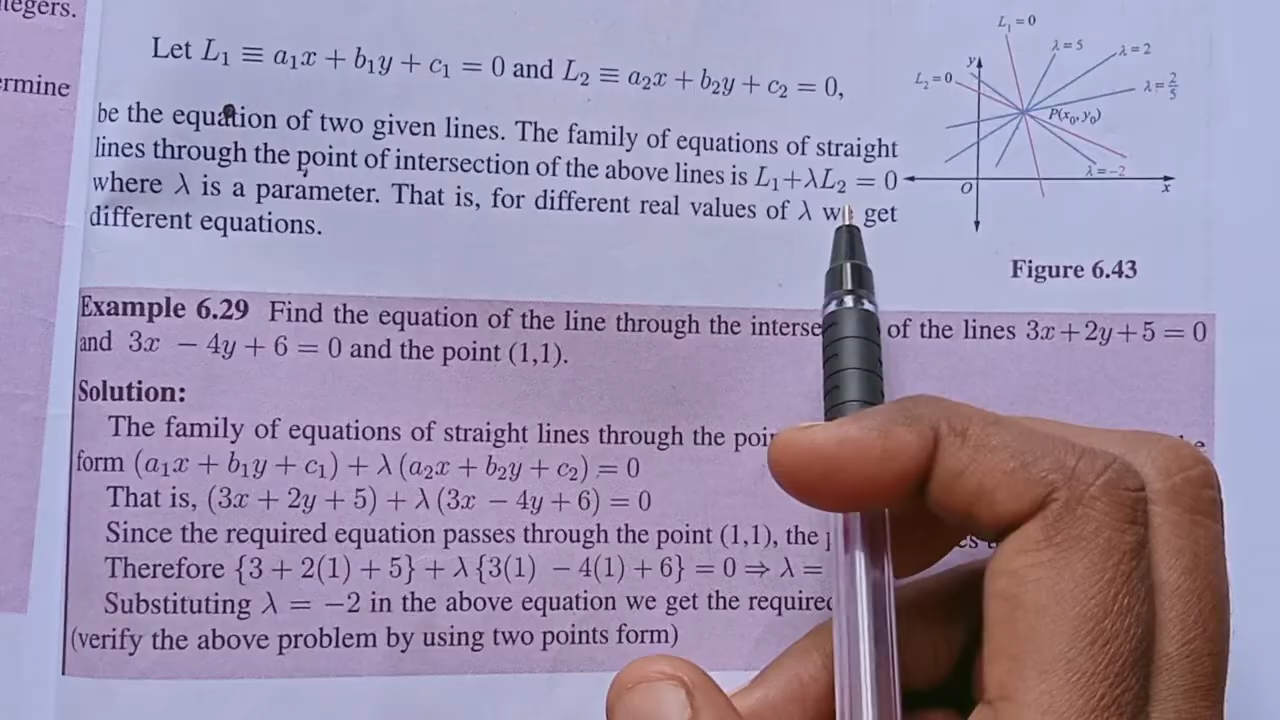 tegers.
ermine
Let L₁ ≡ a₁x + b₁y + c₁ = 0 and L₂ ≡ a₂x + b₂y + c₂ = 0,
be the equation of two given lines. The family of equations of straight
lines through the point of intersection of the above lines is L₁+λL₂ = 0
where λ is a parameter. That is, for different real values of λ we get
different equations.
L₁=0
λ=5
λ=2
y
L₂=0
λ=2/5
P(x₀, y₀)
λ=−2
O
x
Figure 6.43
Example 6.29 Find the equation of the line through the interse of the lines 3x+2y+5 = 0
and 3x − 4y + 6 = 0 and the point (1,1).
Solution:
The family of equations of straight lines through the poi
form (a₁x + b₁y + c₁) + λ (a₂x + b₂y + c₂) = 0
That is, (3x + 2y + 5) + λ (3x − 4y + 6) = 0
Since the required equation passes through the point (1,1), the
Therefore {3 + 2(1) + 5} + λ {3(1) − 4(1) + 6} = 0 ⇒ λ =
Substituting λ = −2 in the above equation we get the required
(verify the above problem by using two points form)